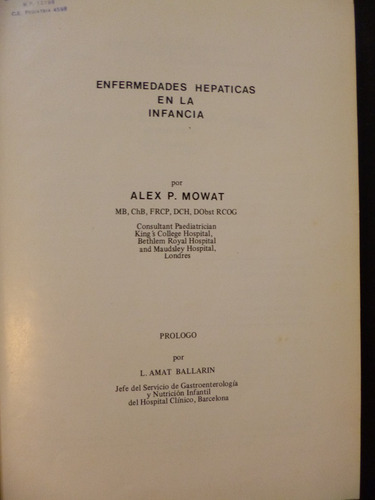 ENFERMEDADES HEPATICAS
EN LA
INFANCIA
por
ALEX P. MOWAT
MB, ChB, FRCP, DCH, DObst RCOG
Consultant Paediatrician
King's College Hospital,
Bethlem Royal Hospital
and Maudsley Hospital,
Londres
PROLOGO
por
L. AMAT BALLARIN
Jefe del Servicio de Gastroenterología
y Nutrición Infantil
del Hospital Clínico, Barcelona